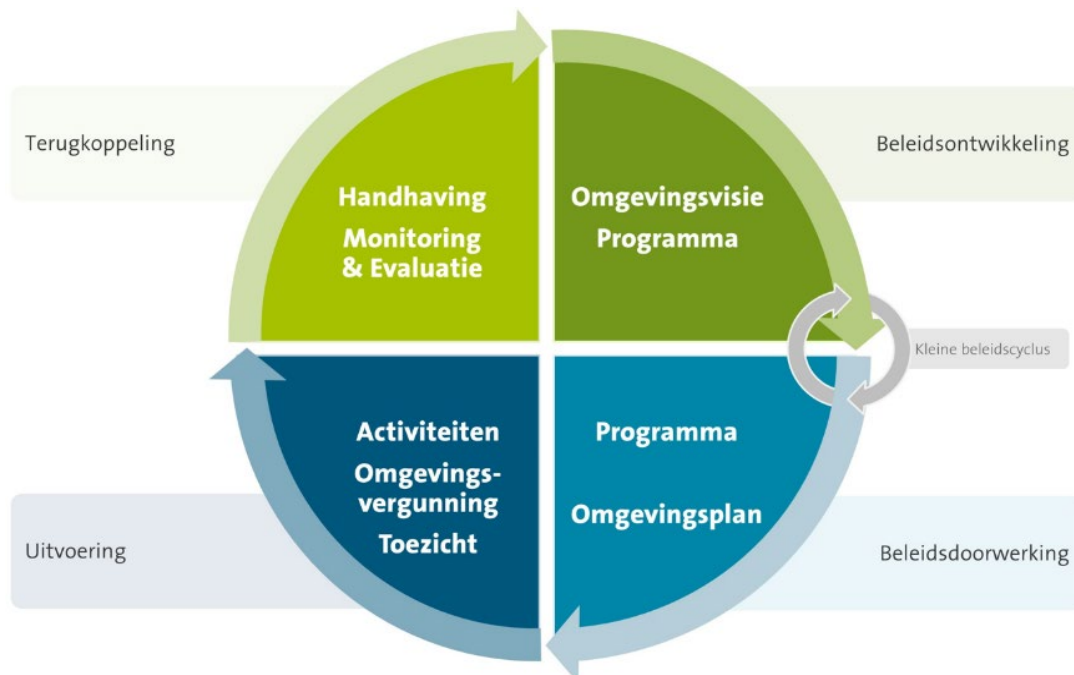 Terugkoppeling
Handhaving
Monitoring
& Evaluatie
Omgevingsvisie
Programma
Beleidsontwikkeling
Kleine beleidscyclus
Uitvoering
Activiteiten
Omgevings-
vergunning
Toezicht
Programma
Omgevingsplan
Beleidsdoorwerking